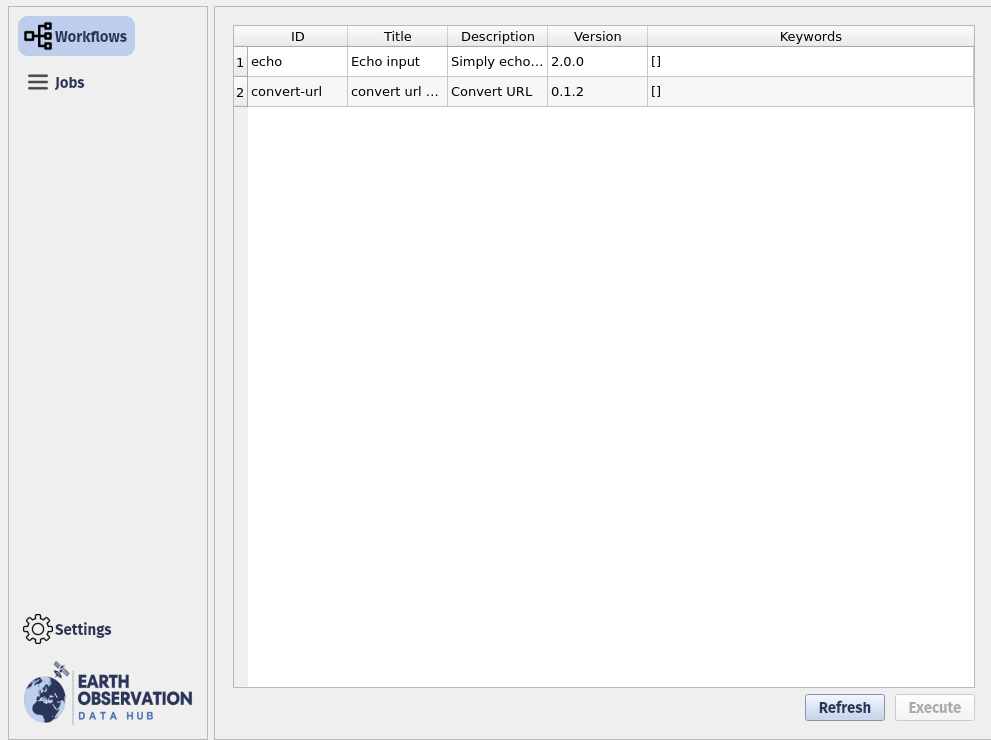 Workflows
Jobs
Settings
EARTH
OBSERVATION
DATA HUB
ID Title Description Version Keywords
1 echo Echo input Simply echo... 2.0.0 []
2 convert-url convert url ... Convert URL 0.1.2 []
Refresh Execute